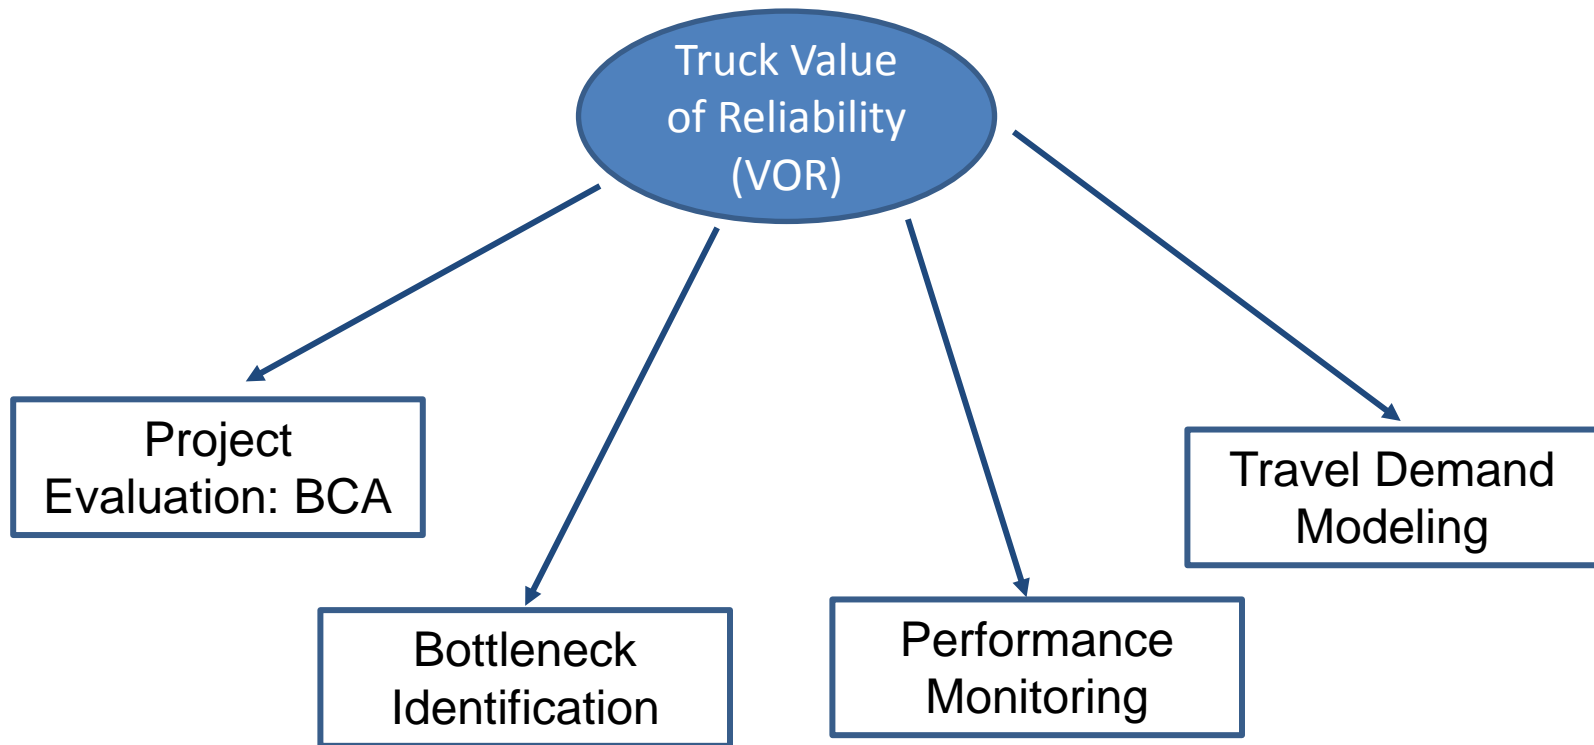 Truck Value
of Reliability
(VOR)
Project
Evaluation: BCA
Bottleneck
Identification
Performance
Monitoring
Travel Demand
Modeling